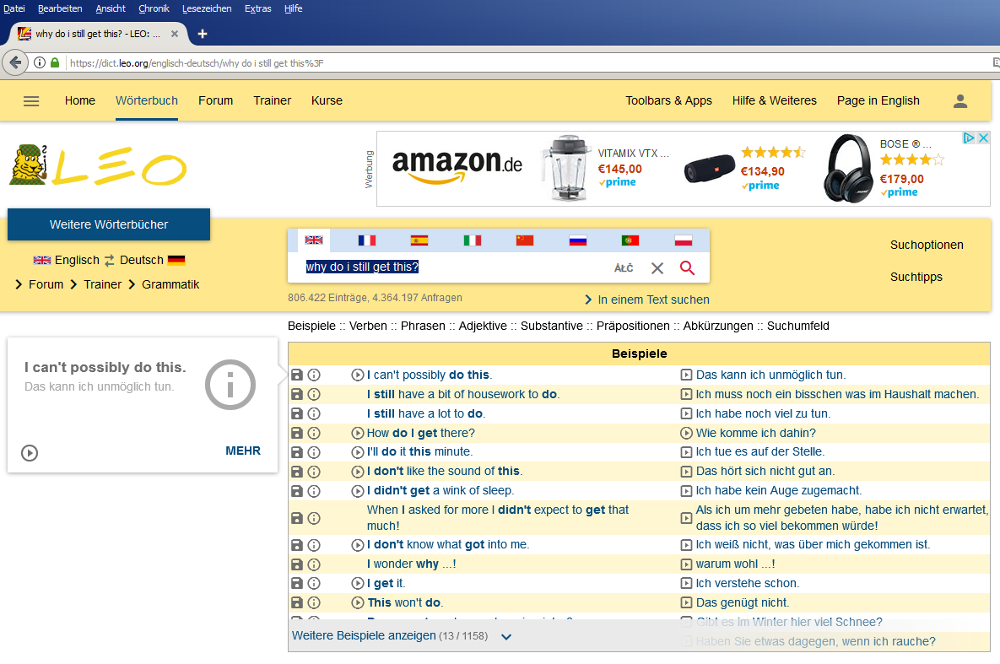 Datei Bearbeiten Ansicht Chronik Lesezeichen Extras Hilfe
why do i still get this? - LEO: ...
https://dict.leo.org/englisch-deutsch/why do i still get this%3F
Home Wörterbuch Forum Trainer Kurse Toolbars & Apps Hilfe & Weiteres Page in English
LEO
Werbung
amazon.de
VITAMIX VTX ...
€145,00
prime
€134,90
prime
BOSE ® ...
€179,00
prime
Weitere Wörterbücher
Englisch Deutsch
Forum Trainer Grammatik
why do i still get this? ÁŁČ
806.422 Einträge, 4.364.197 Anfragen In einem Text suchen
Suchoptionen
Suchtipps
Beispiele :: Verben :: Phrasen :: Adjektive :: Substantive :: Präpositionen :: Abkürzungen :: Suchumfeld
I can't possibly do this.
Das kann ich unmöglich tun.
MEHR
Beispiele
I can't possibly do this. Das kann ich unmöglich tun.
I still have a bit of housework to do. Ich muss noch ein bisschen was im Haushalt machen.
I still have a lot to do. Ich habe noch viel zu tun.
How do I get there? Wie komme ich dahin?
I'll do it this minute. Ich tue es auf der Stelle.
I don't like the sound of this. Das hört sich nicht gut an.
I didn't get a wink of sleep. Ich habe kein Auge zugemacht.
When I asked for more I didn't expect to get that much! Als ich um mehr gebeten habe, habe ich nicht erwartet, dass ich so viel bekommen würde!
I don't know what got into me. Ich weiß nicht, was über mich gekommen ist.
I wonder why ...! warum wohl ...!
I get it. Ich verstehe schon.
This won't do. Das genügt nicht.
Gibt es im Winter hier viel Schnee?
Weitere Beispiele anzeigen (13 / 1158)
Haben Sie etwas dagegen, wenn ich rauche?